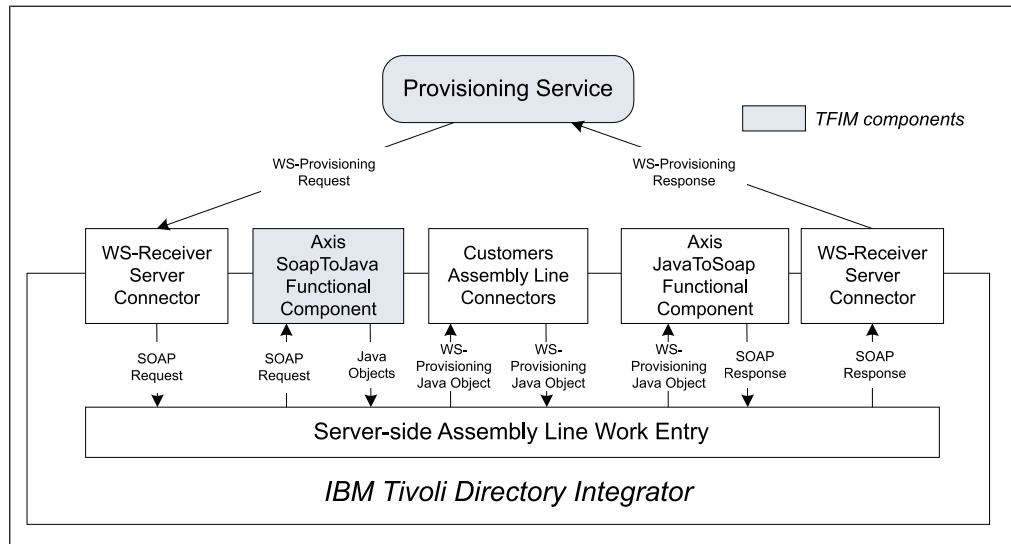 Provisioning Service
TFIM components
WS-Provisioning
Request
WS-Provisioning
Response
WS-Receiver
Server
Connector
Axis
SoapToJava
Functional
Component
Customers
Assembly Line
Connectors
Axis
JavaToSoap
Functional
Component
WS-Receiver
Server
Connector
SOAP
Request
SOAP
Request
Java
Objects
WS-
Provisioning
Java Object
WS-
Provisioning
Java Object
WS-
Provisioning
Java Object
SOAP
Response
SOAP
Response
Server-side Assembly Line Work Entry
IBM Tivoli Directory Integrator